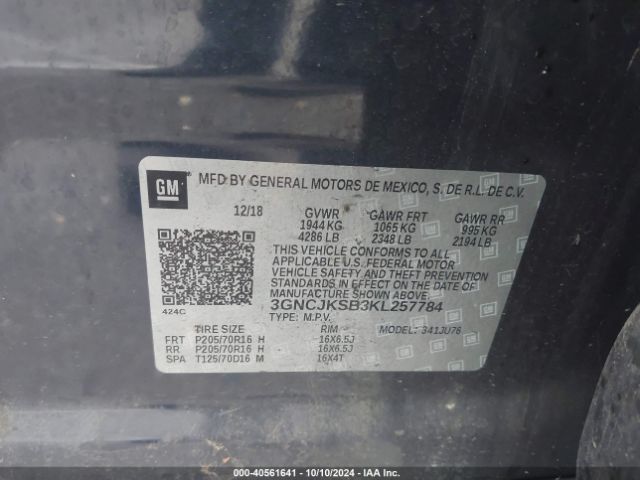 GM
MFD BY GENERAL MOTORS DE MEXICO, S. DE R.L. DE C.V.
12/18 GVWR GAWR FRT GAWR RR
1944 KG 1065 KG 995 KG
4286 LB 2348 LB 2194 LB
THIS VEHICLE CONFORMS TO ALL
APPLICABLE U.S. FEDERAL MOTOR
VEHICLE SAFETY AND THEFT PREVENTION
STANDARDS IN EFFECT ON THE DATE OF
MANUFACTURE SHOWN ABOVE.
3GNCJKSB3KL257784
424C
TYPE: M.P.V. MODEL: 341JU76
TIRE SIZE RIM
FRT P205/70R16 H 16X6.5J
RR P205/70R16 H 16X6.5J
SPA T125/70D16 M 16X4T
000-40561641 - 10/10/2024 - IAA Inc.